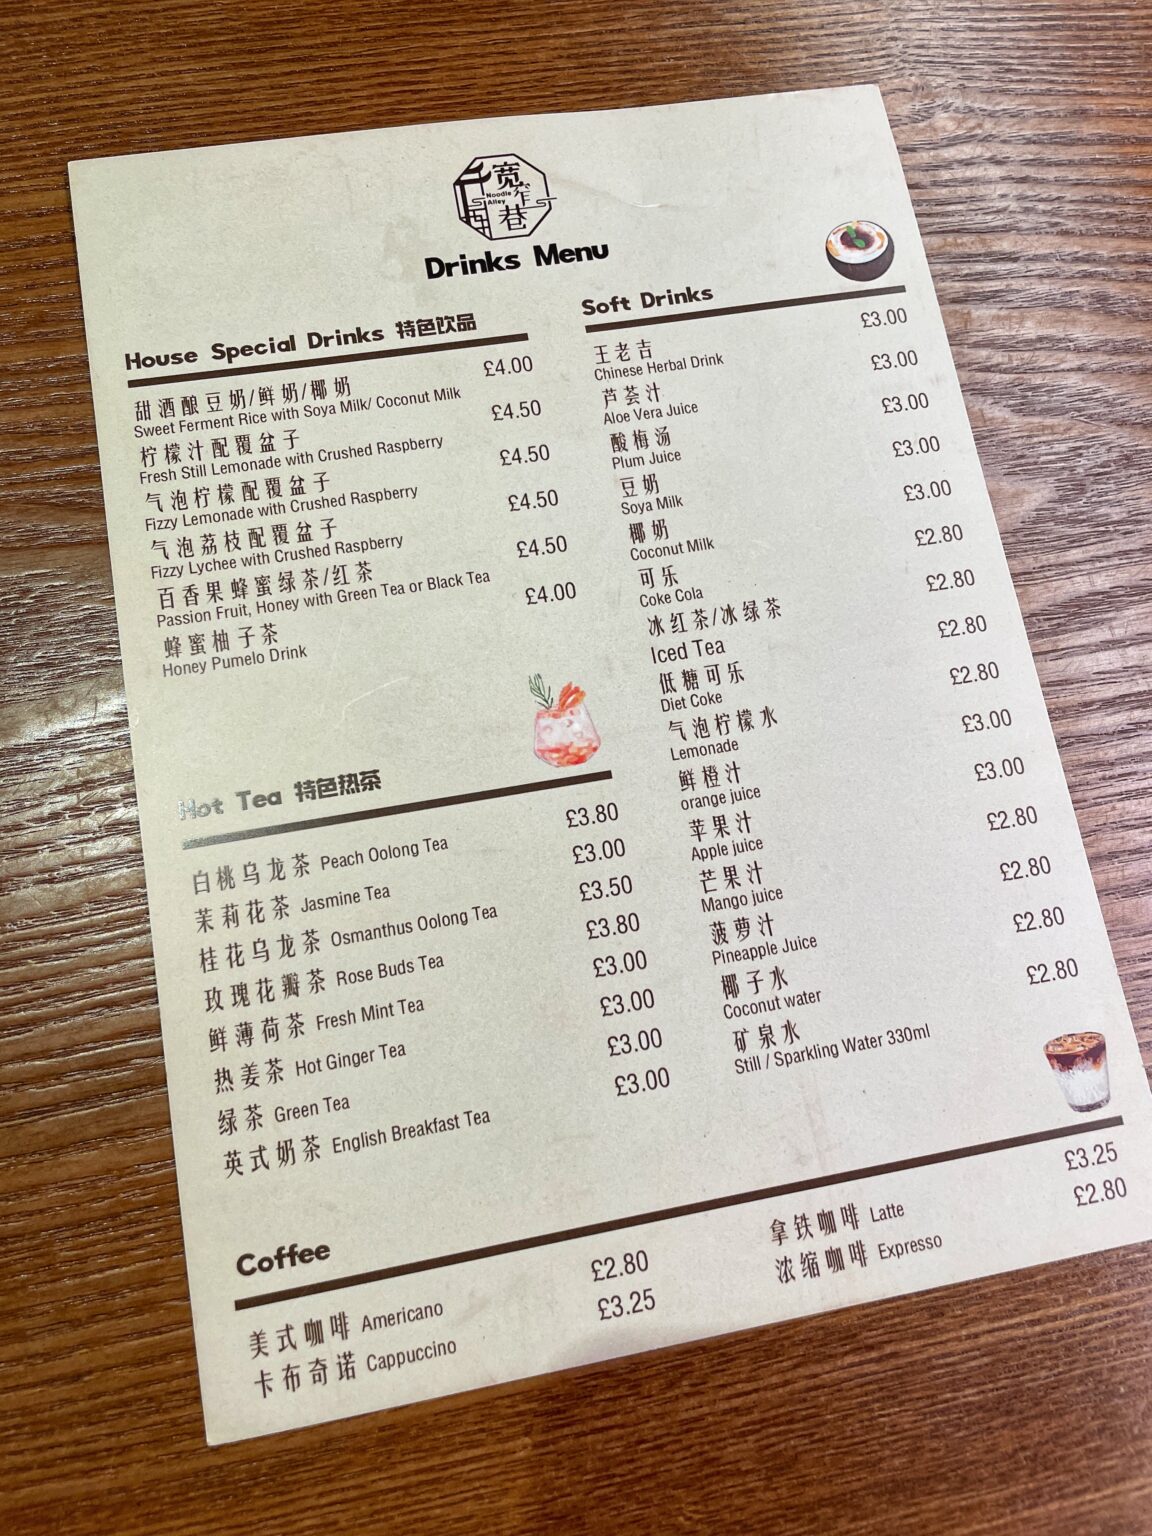 宽窄巷
Noodle
Alley
Drinks Menu
House Special Drinks 特色饮品
甜酒酿豆奶/鲜奶/椰奶 £4.00
Sweet Ferment Rice with Soya Milk/ Coconut Milk
柠檬汁配覆盆子 £4.50
Fresh Still Lemonade with Crushed Raspberry
气泡柠檬配覆盆子 £4.50
Fizzy Lemonade with Crushed Raspberry
气泡荔枝配覆盆子 £4.50
Fizzy Lychee with Crushed Raspberry
百香果蜂蜜绿茶/红茶 £4.50
Passion Fruit, Honey with Green Tea or Black Tea
蜂蜜柚子茶 £4.00
Honey Pumelo Drink
Hot Tea 特色热茶
白桃乌龙茶 Peach Oolong Tea £3.80
茉莉花茶 Jasmine Tea £3.00
桂花乌龙茶 Osmanthus Oolong Tea £3.50
玫瑰花瓣茶 Rose Buds Tea £3.80
鲜薄荷茶 Fresh Mint Tea £3.00
热姜茶 Hot Ginger Tea £3.00
绿茶 Green Tea £3.00
英式奶茶 English Breakfast Tea £3.00
Soft Drinks
王老吉 £3.00
Chinese Herbal Drink
芦荟汁 £3.00
Aloe Vera Juice
酸梅汤 £3.00
Plum Juice
豆奶 £3.00
Soya Milk
椰奶 £3.00
Coconut Milk
可乐 £2.80
Coke Cola
冰红茶/冰绿茶 £2.80
Iced Tea
低糖可乐 £2.80
Diet Coke
气泡柠檬水 £2.80
Lemonade
鲜橙汁 £3.00
orange juice
苹果汁 £3.00
Apple juice
芒果汁 £2.80
Mango juice
菠萝汁 £2.80
Pineapple Juice
椰子水 £2.80
Coconut water
矿泉水 £2.80
Still / Sparkling Water 330ml
Coffee
美式咖啡 Americano £2.80
卡布奇诺 Cappuccino £3.25
拿铁咖啡 Latte £3.25
浓缩咖啡 Expresso £2.80